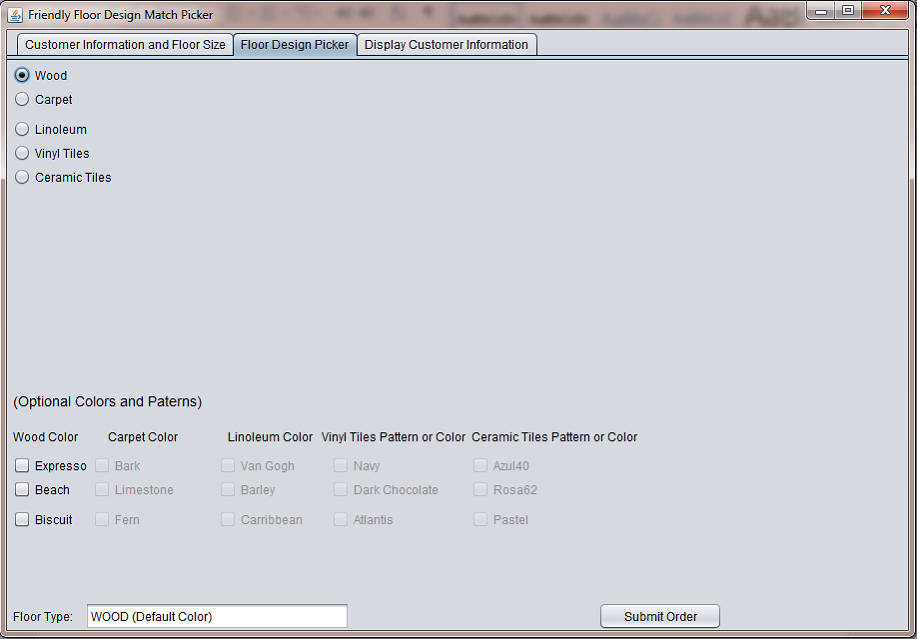 Friendly Floor Design Match Picker
Customer Information and Floor Size Floor Design Picker Display Customer Information
Wood
Carpet
Linoleum
Vinyl Tiles
Ceramic Tiles
(Optional Colors and Paterns)
Wood Color Carpet Color Linoleum Color Vinyl Tiles Pattern or Color Ceramic Tiles Pattern or Color
Expresso Bark Van Gogh Navy Azul40
Beach Limestone Barley Dark Chocolate Rosa62
Biscuit Fern Carribbean Atlantis Pastel
Floor Type: WOOD (Default Color) Submit Order